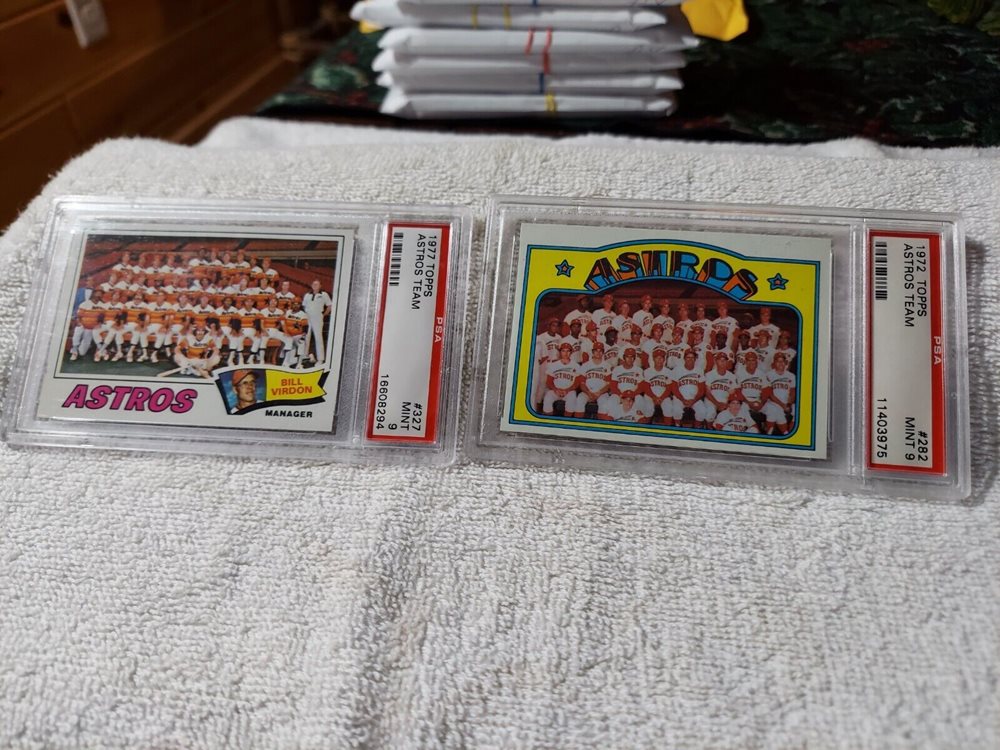 ASTROS
BILL
VIRDON
MANAGER
1977 TOPPS
ASTROS TEAM
PSA
#327
MINT
9
16608294
ASTROS
1972 TOPPS
ASTROS TEAM
PSA
#282
MINT 9
11403975